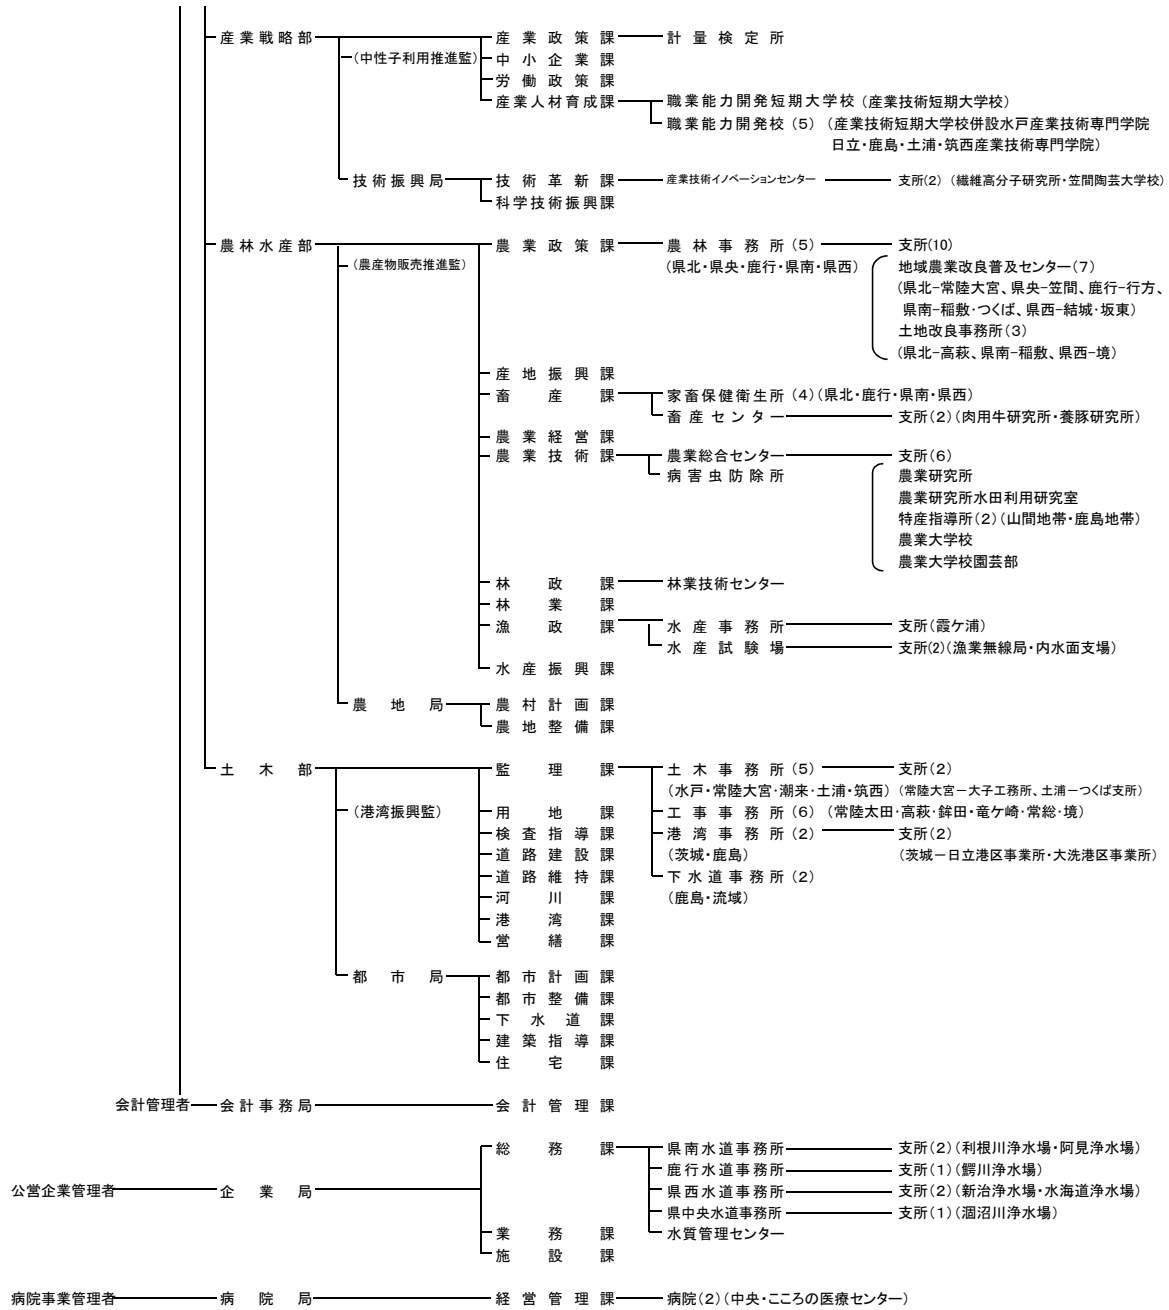 産業戦略部 産業政策課 計量検定所
(中性子利用推進監) 中小企業課
労働政策課
産業人材育成課 職業能力開発短期大学校(産業技術短期大学校)
職業能力開発校(5) (産業技術短期大学校併設水戸産業技術専門学院
日立・鹿島・土浦・筑西産業技術専門学院)
技術振興局 技術革新課 産業技術イノベーションセンター 支所(2) (繊維高分子研究所・笠間陶芸大学校)
科学技術振興課
農林水産部 農業政策課 農林事務所(5) 支所(10)
(農産物販売推進監) (県北・県央・鹿行・県南・県西) 地域農業改良普及センター(7)
(県北-常陸大宮、県央-笠間、鹿行-行方、
県南-稲敷・つくば、県西-結城・坂東)
土地改良事務所(3)
(県北-高萩、県南-稲敷、県西-境)
産地振興課
畜産課 家畜保健衛生所(4)(県北・鹿行・県南・県西)
畜産センター 支所(2)(肉用牛研究所・養豚研究所)
農業経営課
農業技術課 農業総合センター 支所(6)
病害虫防除所 農業研究所
農業研究所水田利用研究室
特産指導所(2)(山間地帯・鹿島地帯)
農業大学校
農業大学校園芸部
林政課 林業技術センター
林業課
漁政課 水産事務所 支所(霞ケ浦)
水産試験場 支所(2)(漁業無線局・内水面支場)
水産振興課
農地局 農村計画課
農地整備課
土木部 監理課 土木事務所(5) 支所(2)
(水戸・常陸大宮・潮来・土浦・筑西) (常陸大宮-大子工務所、土浦-つくば支所)
(港湾振興監) 用地課 工事事務所(6) (常陸太田・高萩・鉾田・竜ケ崎・常総・境)
検査指導課 港湾事務所(2) 支所(2)
道路建設課 (茨城・鹿島) (茨城-日立港区事業所・大洗港区事業所)
道路維持課 下水道事務所(2)
河川課 (鹿島・流域)
港湾課
営繕課
都市局 都市計画課
都市整備課
下水道課
建築指導課
住宅課
会計管理者 会計事務局 会計管理課
総務課 県南水道事務所 支所(2)(利根川浄水場・阿見浄水場)
鹿行水道事務所 支所(1)(鰐川浄水場)
公営企業管理者 企業局 県西水道事務所 支所(2)(新治浄水場・水海道浄水場)
県中央水道事務所 支所(1)(涸沼川浄水場)
業務課 水質管理センター
施設課
病院事業管理者 病院局 経営管理課 病院(2)(中央・こころの医療センター)